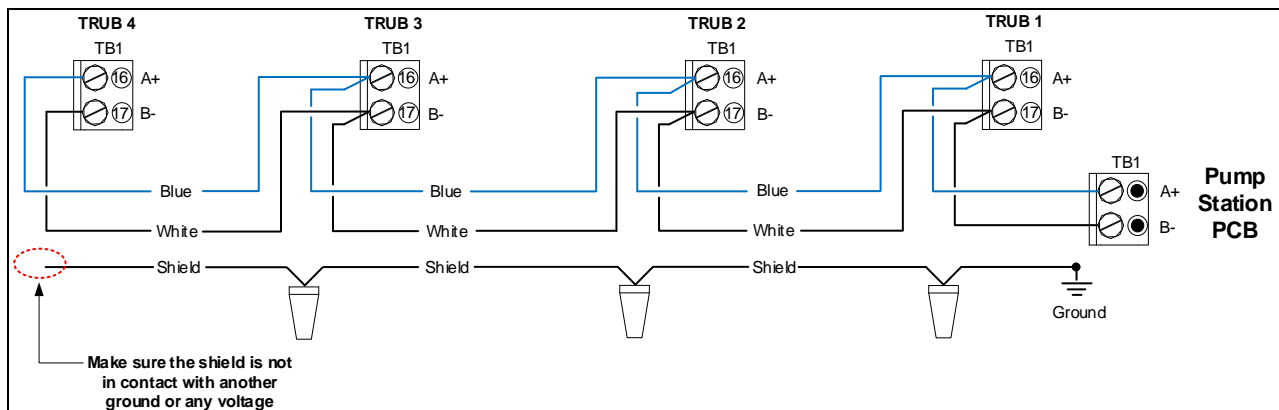 TRUB 4
TRUB 3
TRUB 2
TRUB 1
TB1
TB1
TB1
TB1
16 A+
16 A+
16 A+
16 A+
17 B-
17 B-
17 B-
17 B-
TB1
A+
B-
Pump
Station
PCB
Blue
Blue
Blue
White
White
White
Shield
Shield
Shield
Ground
Make sure the shield is not
in contact with another
ground or any voltage